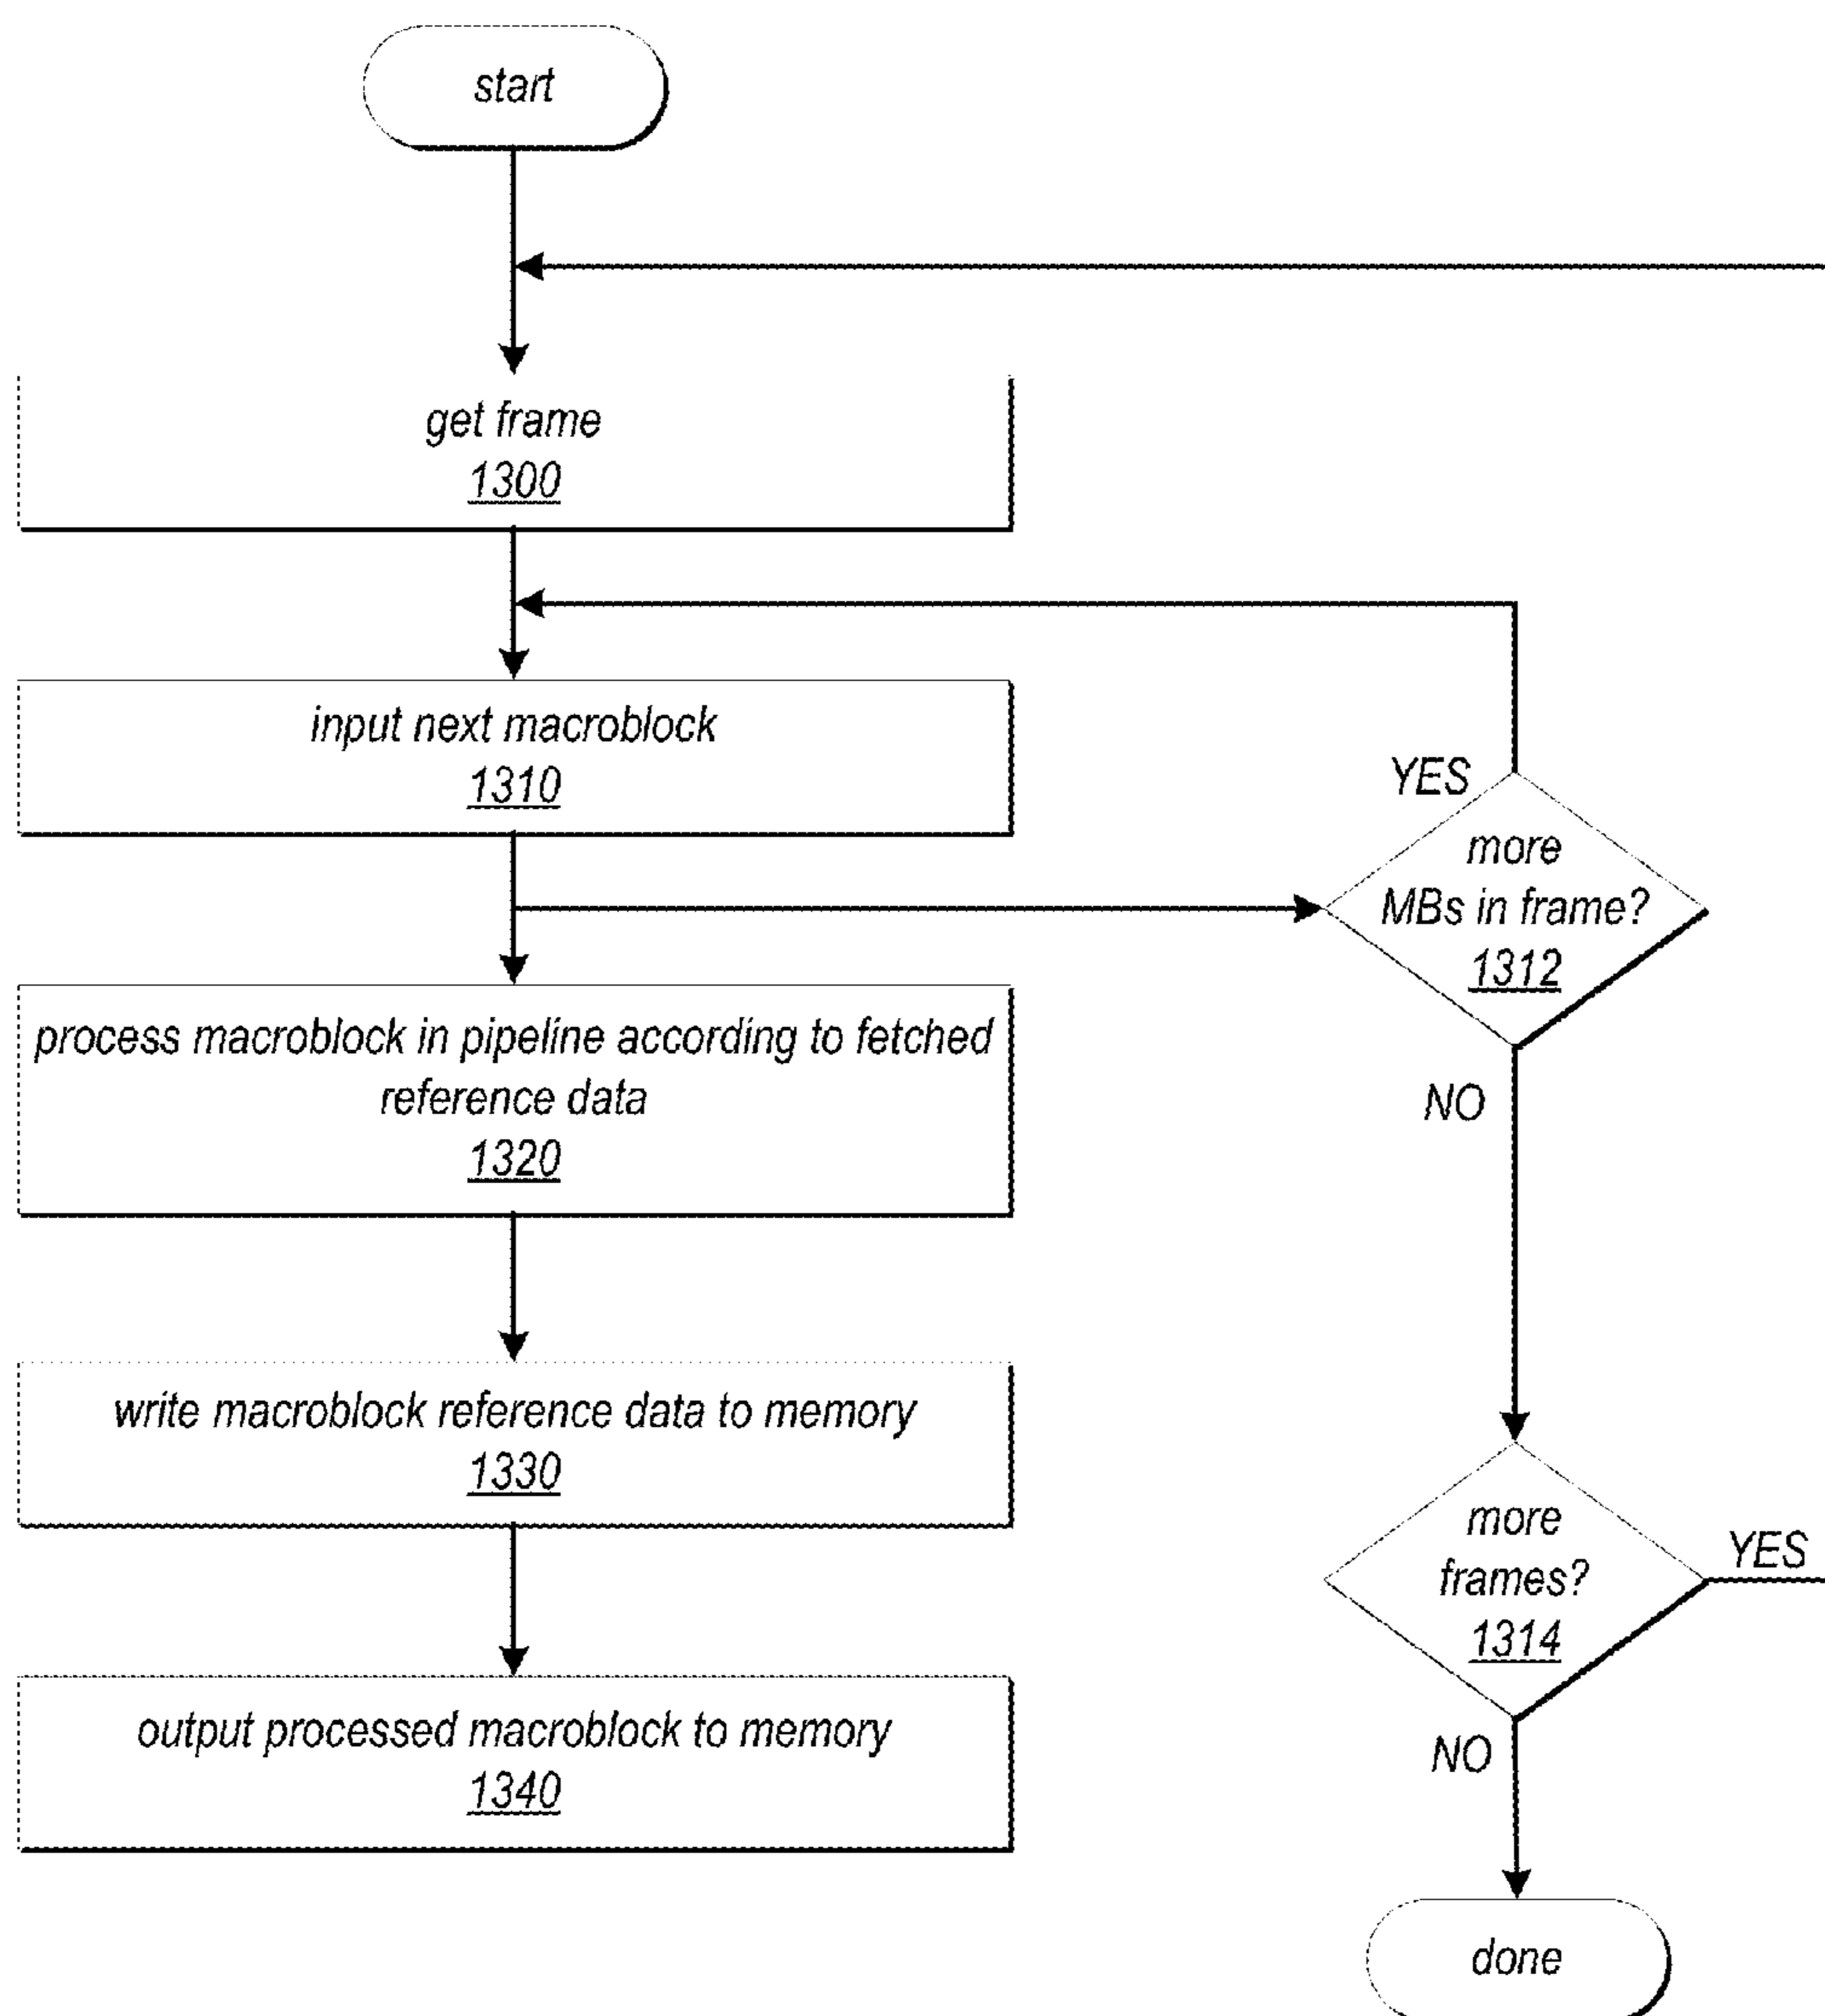 start
get frame
1300
input next macroblock
1310
YES
more
MBs in frame?
1312
NO
process macroblock in pipeline according to fetched
reference data
1320
write macroblock reference data to memory
1330
more
frames?
1314
YES
NO
output processed macroblock to memory
1340
done